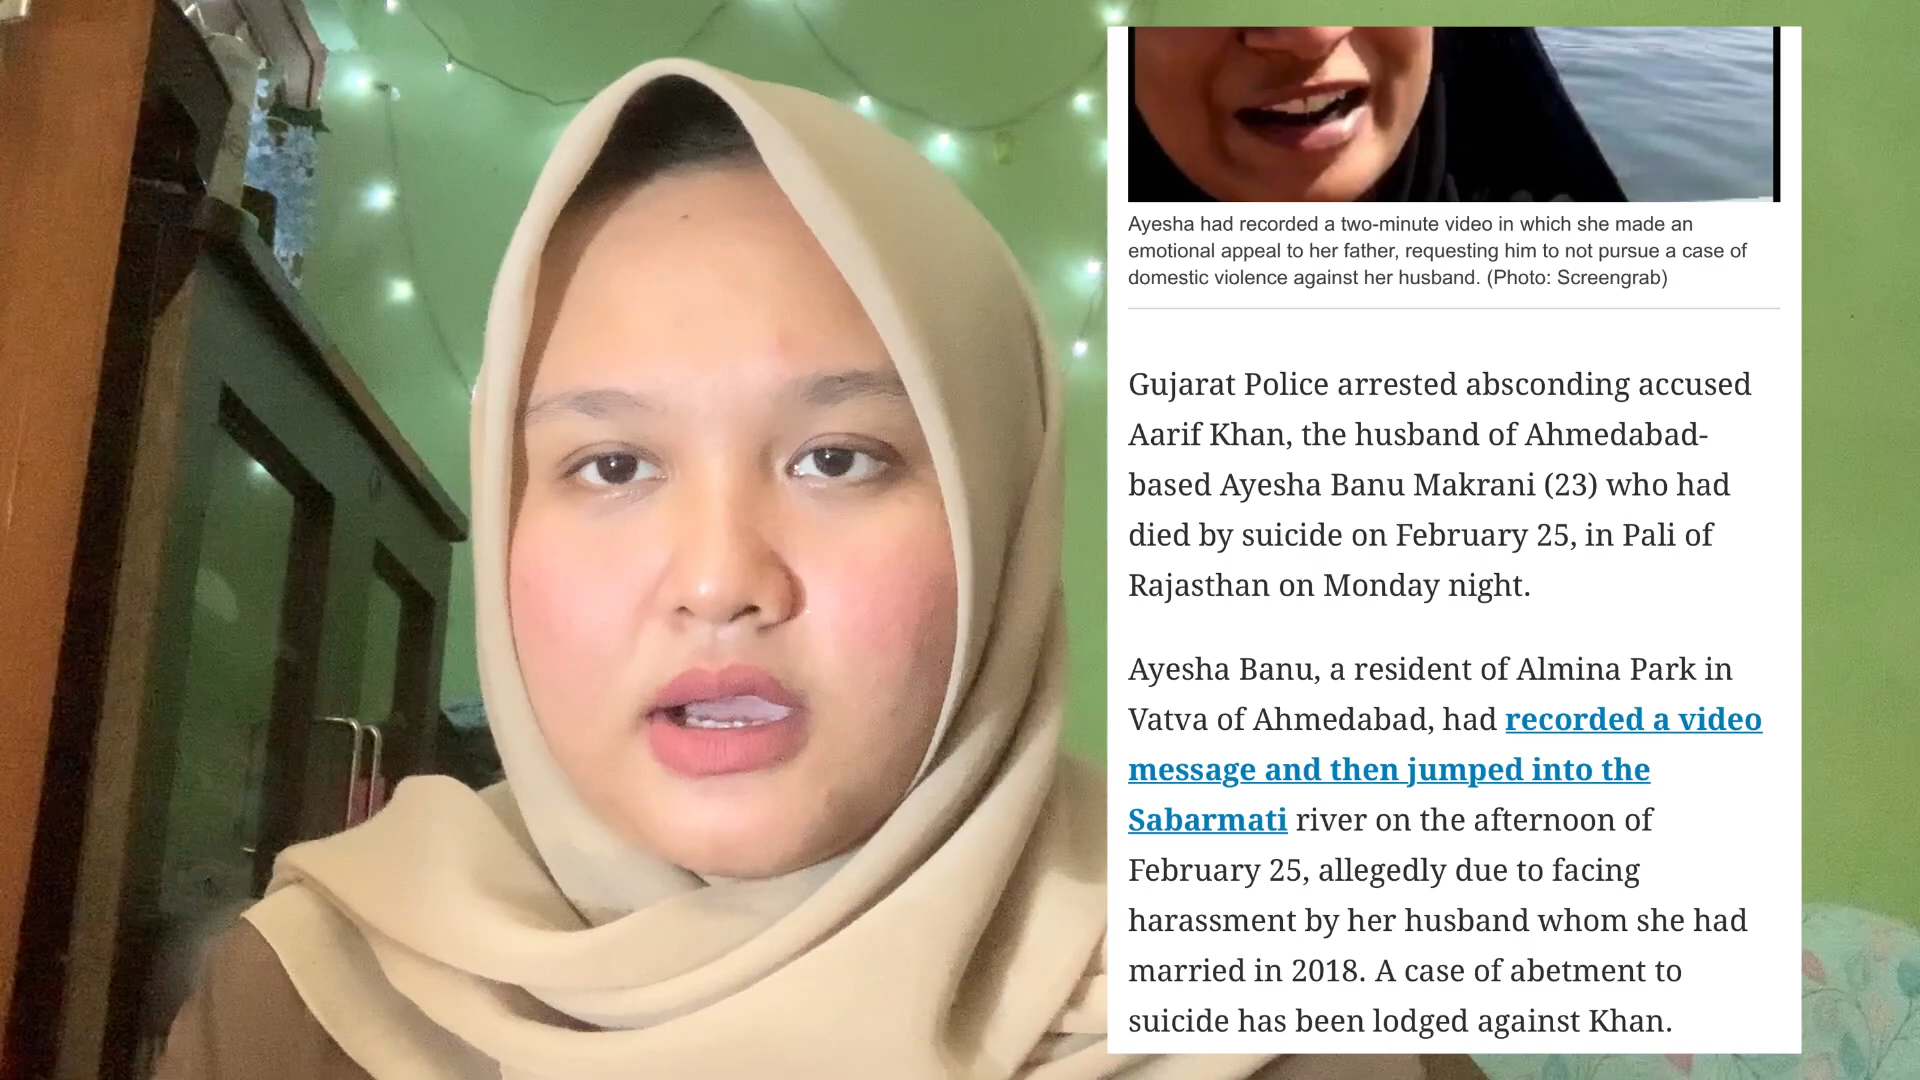 Ayesha had recorded a two-minute video in which she made an
emotional appeal to her father, requesting him to not pursue a case of
domestic violence against her husband. (Photo: Screengrab)
Gujarat Police arrested absconding accused
Aarif Khan, the husband of Ahmedabad-
based Ayesha Banu Makrani (23) who had
died by suicide on February 25, in Pali of
Rajasthan on Monday night.
Ayesha Banu, a resident of Almina Park in
Vatva of Ahmedabad, had recorded a video
message and then jumped into the
Sabarmati river on the afternoon of
February 25, allegedly due to facing
harassment by her husband whom she had
married in 2018. A case of abetment to
suicide has been lodged against Khan.